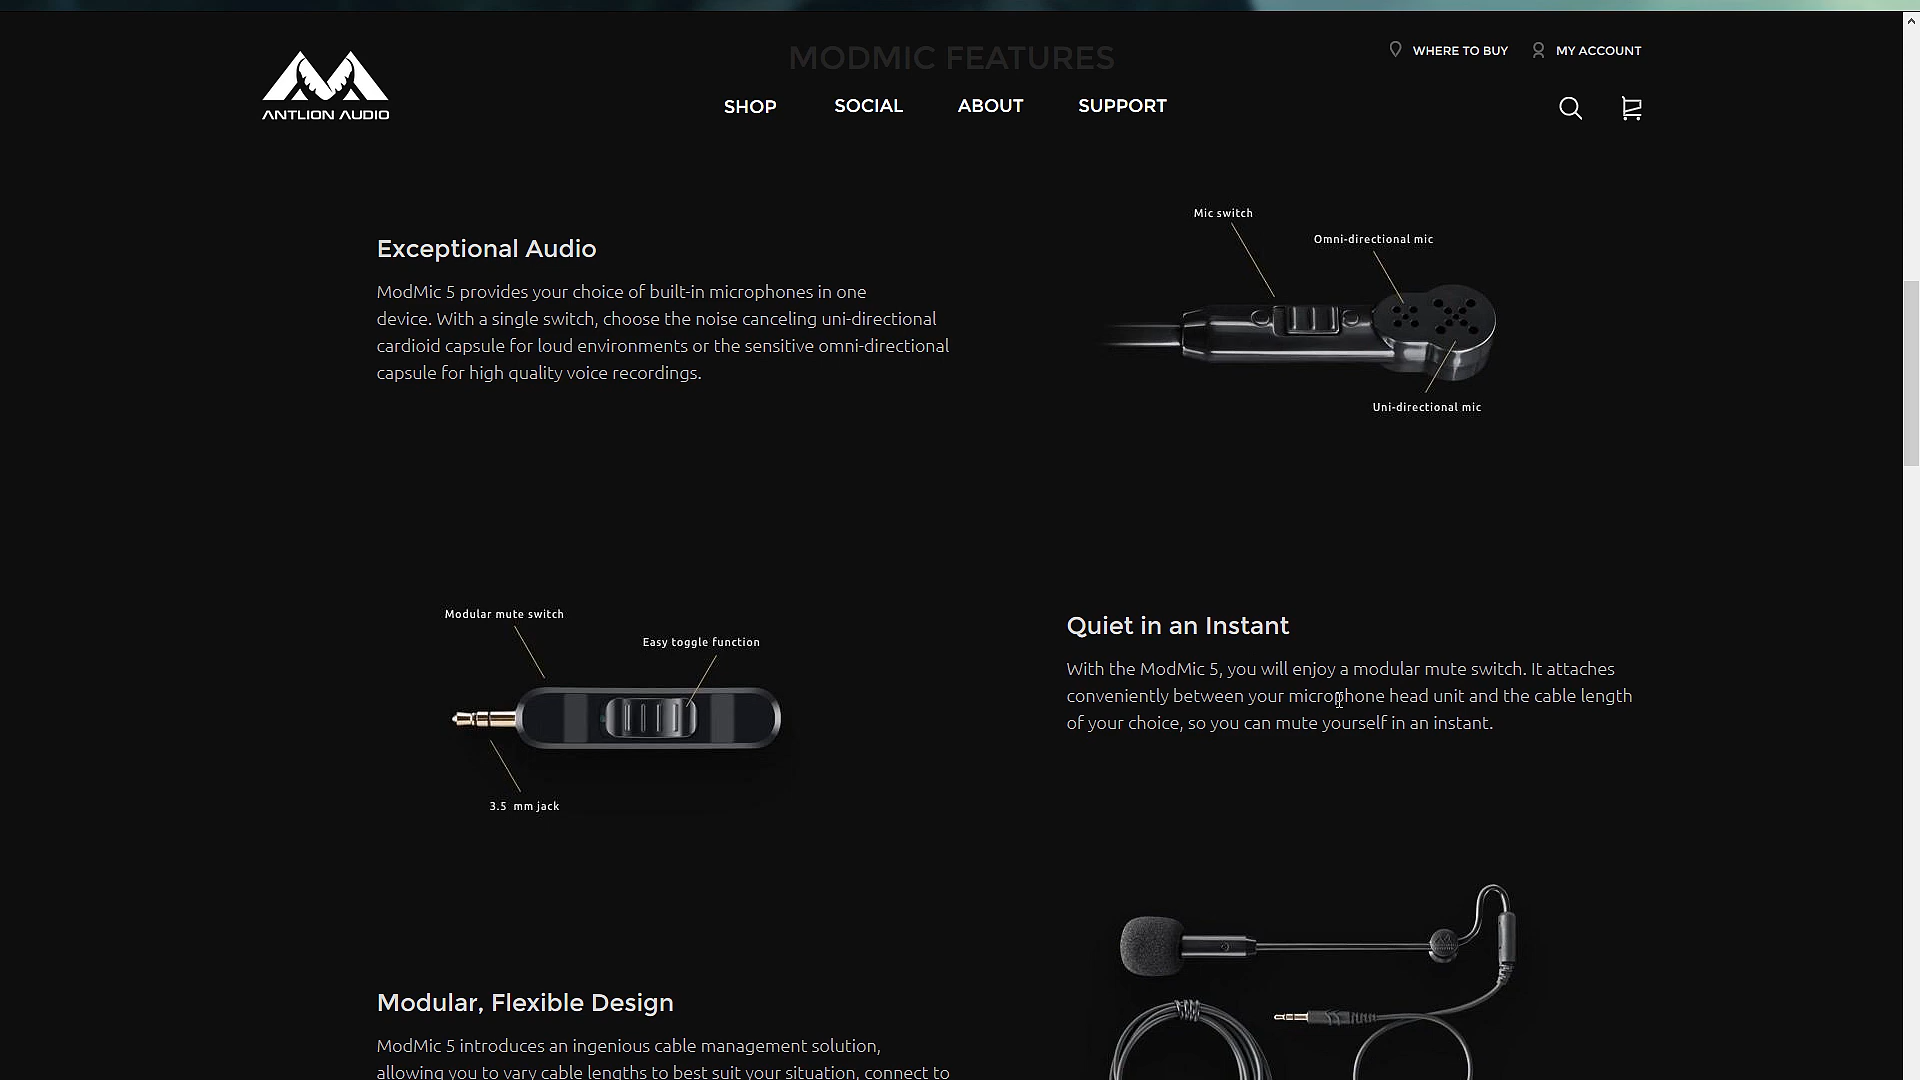 MODMIC FEATURES
WHERE TO BUY
MY ACCOUNT
ANTLION AUDIO
SHOP
SOCIAL
ABOUT
SUPPORT
Mic switch
Omni-directional mic
Exceptional Audio
ModMic 5 provides your choice of built-in microphones in one
device. With a single switch, choose the noise canceling uni-directional
cardioid capsule for loud environments or the sensitive omni-directional
capsule for high quality voice recordings.
Uni-directional mic
Modular mute switch
Easy toggle function
3.5 mm jack
Quiet in an Instant
With the ModMic 5, you will enjoy a modular mute switch. It attaches
conveniently between your microphone head unit and the cable length
of your choice, so you can mute yourself in an instant.
Modular, Flexible Design
ModMic 5 introduces an ingenious cable management solution,
allowing you to vary cable lengths to best suit your situation, connect to